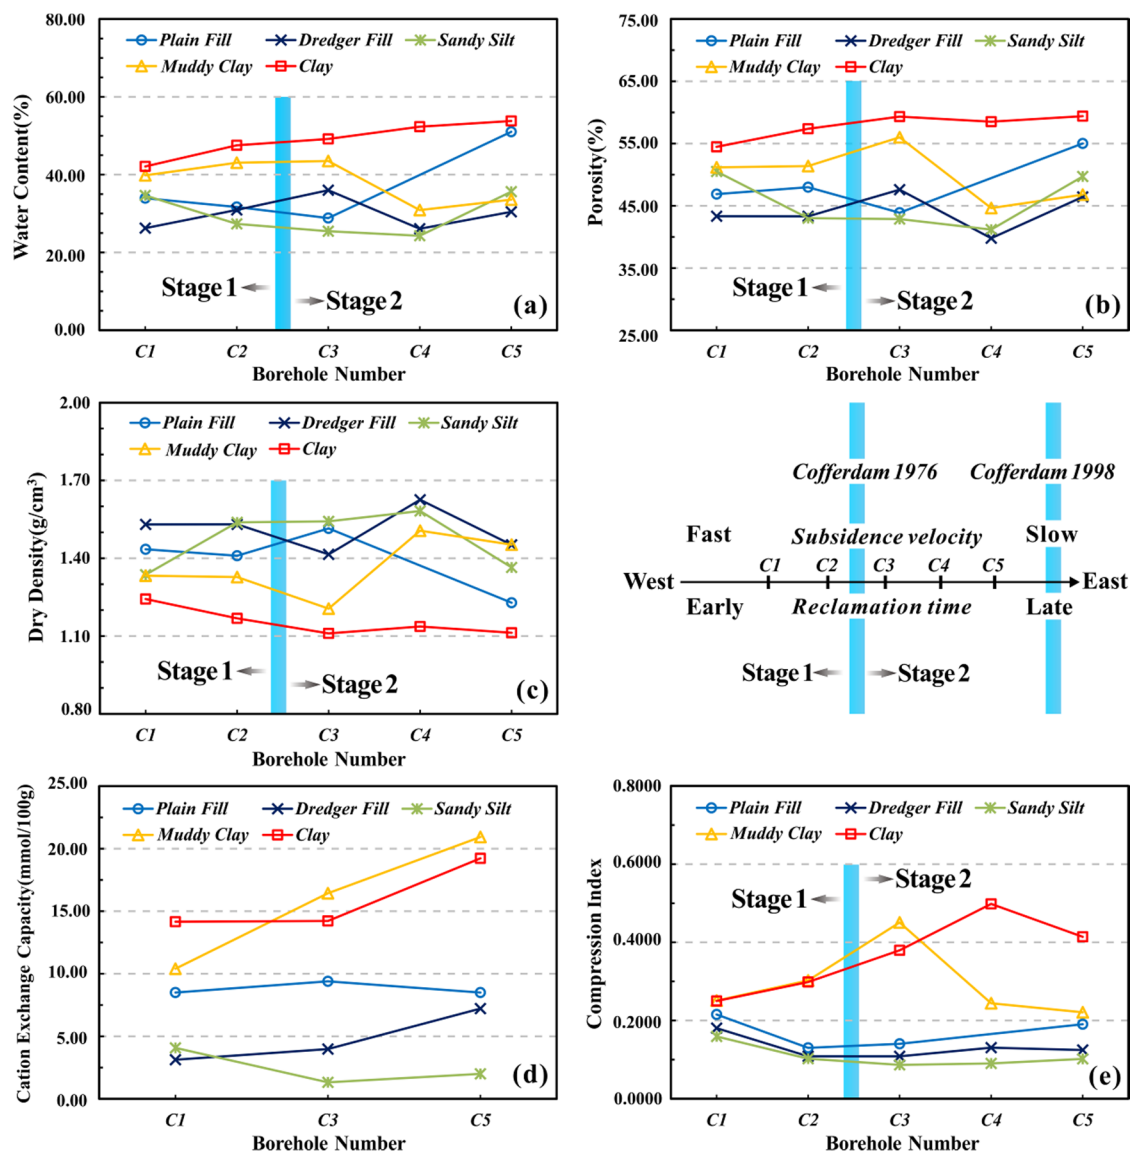 80.00
60.00
40.00
20.00
0.00
Water Content(%)
Plain Fill Dredger Fill Sandy Silt
Muddy Clay Clay
Stage 1
Stage 2
(a)
C1 C2 C3 C4 C5
Borehole Number
75.00
65.00
55.00
45.00
35.00
25.00
Porosity(%)
Plain Fill Dredger Fill Sandy Silt
Muddy Clay Clay
Stage 1
Stage 2
(b)
C1 C2 C3 C4 C5
Borehole Number
2.00
1.70
1.40
1.10
0.80
Dry Density(g/cm³)
Plain Fill Dredger Fill Sandy Silt
Muddy Clay Clay
Stage 1
Stage 2
(c)
C1 C2 C3 C4 C5
Borehole Number
Cofferdam 1976 Cofferdam 1998
Fast Subsidence velocity Slow
C1 C2 C3 C4 C5
West East
Early Reclamation time Late
Stage 1 Stage 2
25.00
20.00
15.00
10.00
5.00
0.00
Cation Exchange Capacity(mmol/100g)
Plain Fill Dredger Fill Sandy Silt
Muddy Clay Clay
(d)
C1 C3 C5
Borehole Number
0.8000
0.6000
0.4000
0.2000
0.0000
Compression Index
Plain Fill Dredger Fill Sandy Silt
Muddy Clay Clay
Stage 2
Stage 1
(e)
C1 C2 C3 C4 C5
Borehole Number